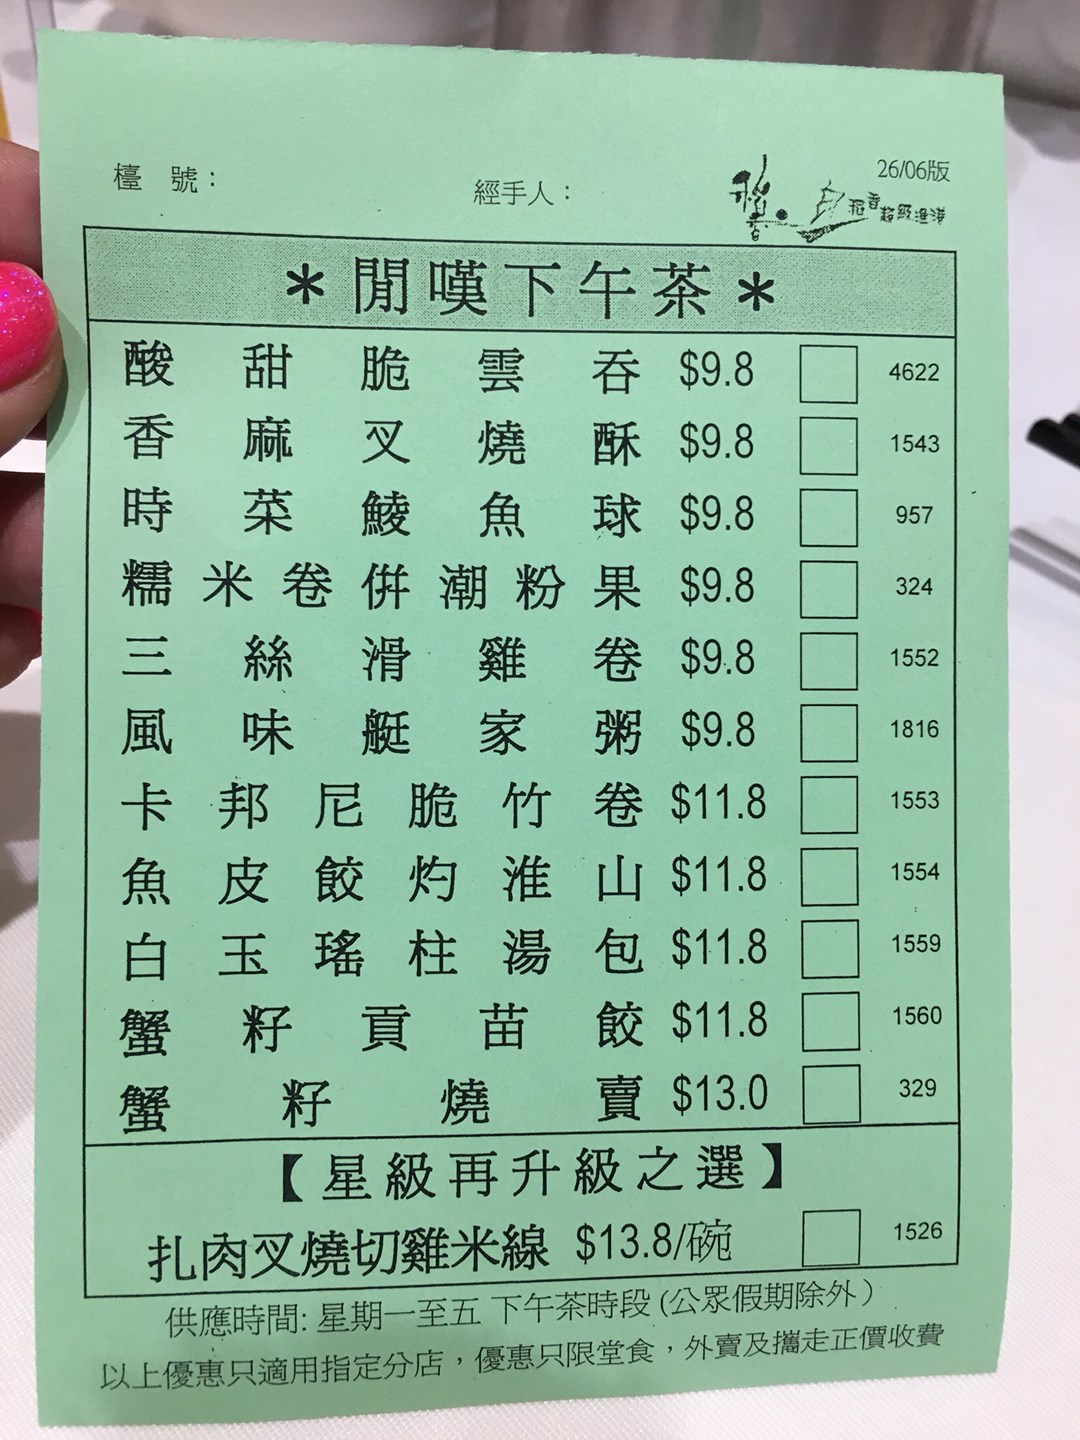 檯 號：
經手人：
26/06版
稻香
稻香超級漁港
＊閒嘆下午茶＊
酸甜脆雲吞 $9.8 4622
香麻叉燒酥 $9.8 1543
時菜鯪魚球 $9.8 957
糯米卷併潮粉果 $9.8 324
三絲滑雞卷 $9.8 1552
風味艇家粥 $9.8 1816
卡邦尼脆竹卷 $11.8 1553
魚皮餃灼淮山 $11.8 1554
白玉瑤柱湯包 $11.8 1559
蟹籽貢苗餃 $11.8 1560
蟹籽燒賣 $13.0 329
【星級再升級之選】
扎肉叉燒切雞米線 $13.8/碗 1526
供應時間: 星期一至五 下午茶時段 (公眾假期除外）
以上優惠只適用指定分店，優惠只限堂食，外賣及攜走正價收費